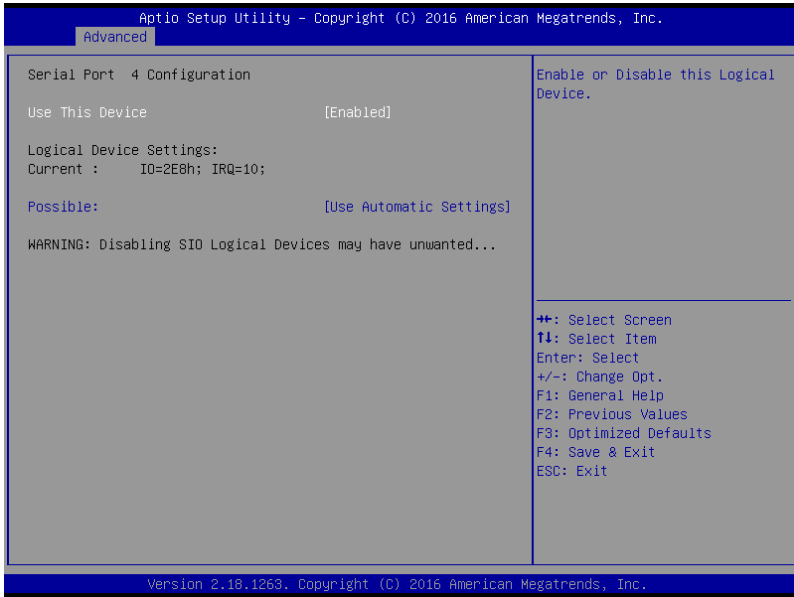 Aptio Setup Utility – Copyright (C) 2016 American Megatrends, Inc.
Advanced
Serial Port  4 Configuration
Use This Device [Enabled]
Logical Device Settings:
Current : IO=2E8h; IRQ=10;
Possible: [Use Automatic Settings]
WARNING: Disabling SIO Logical Devices may have unwanted...
Enable or Disable this Logical
Device.
→←: Select Screen
↑↓: Select Item
Enter: Select
+/-: Change Opt.
F1: General Help
F2: Previous Values
F3: Optimized Defaults
F4: Save & Exit
ESC: Exit
Version 2.18.1263. Copyright (C) 2016 American Megatrends, Inc.